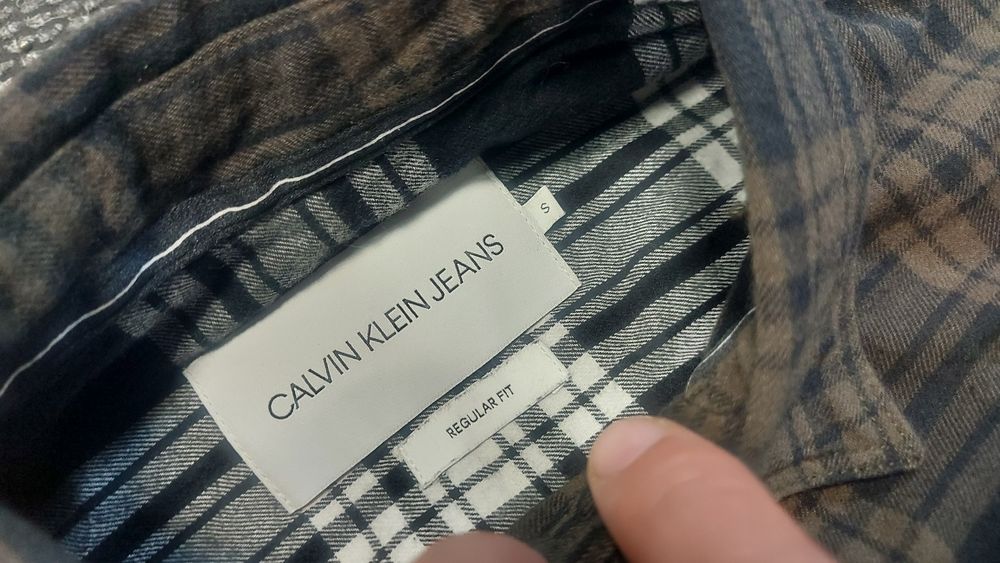 CALVIN KLEIN JEANS
S
REGULAR FIT